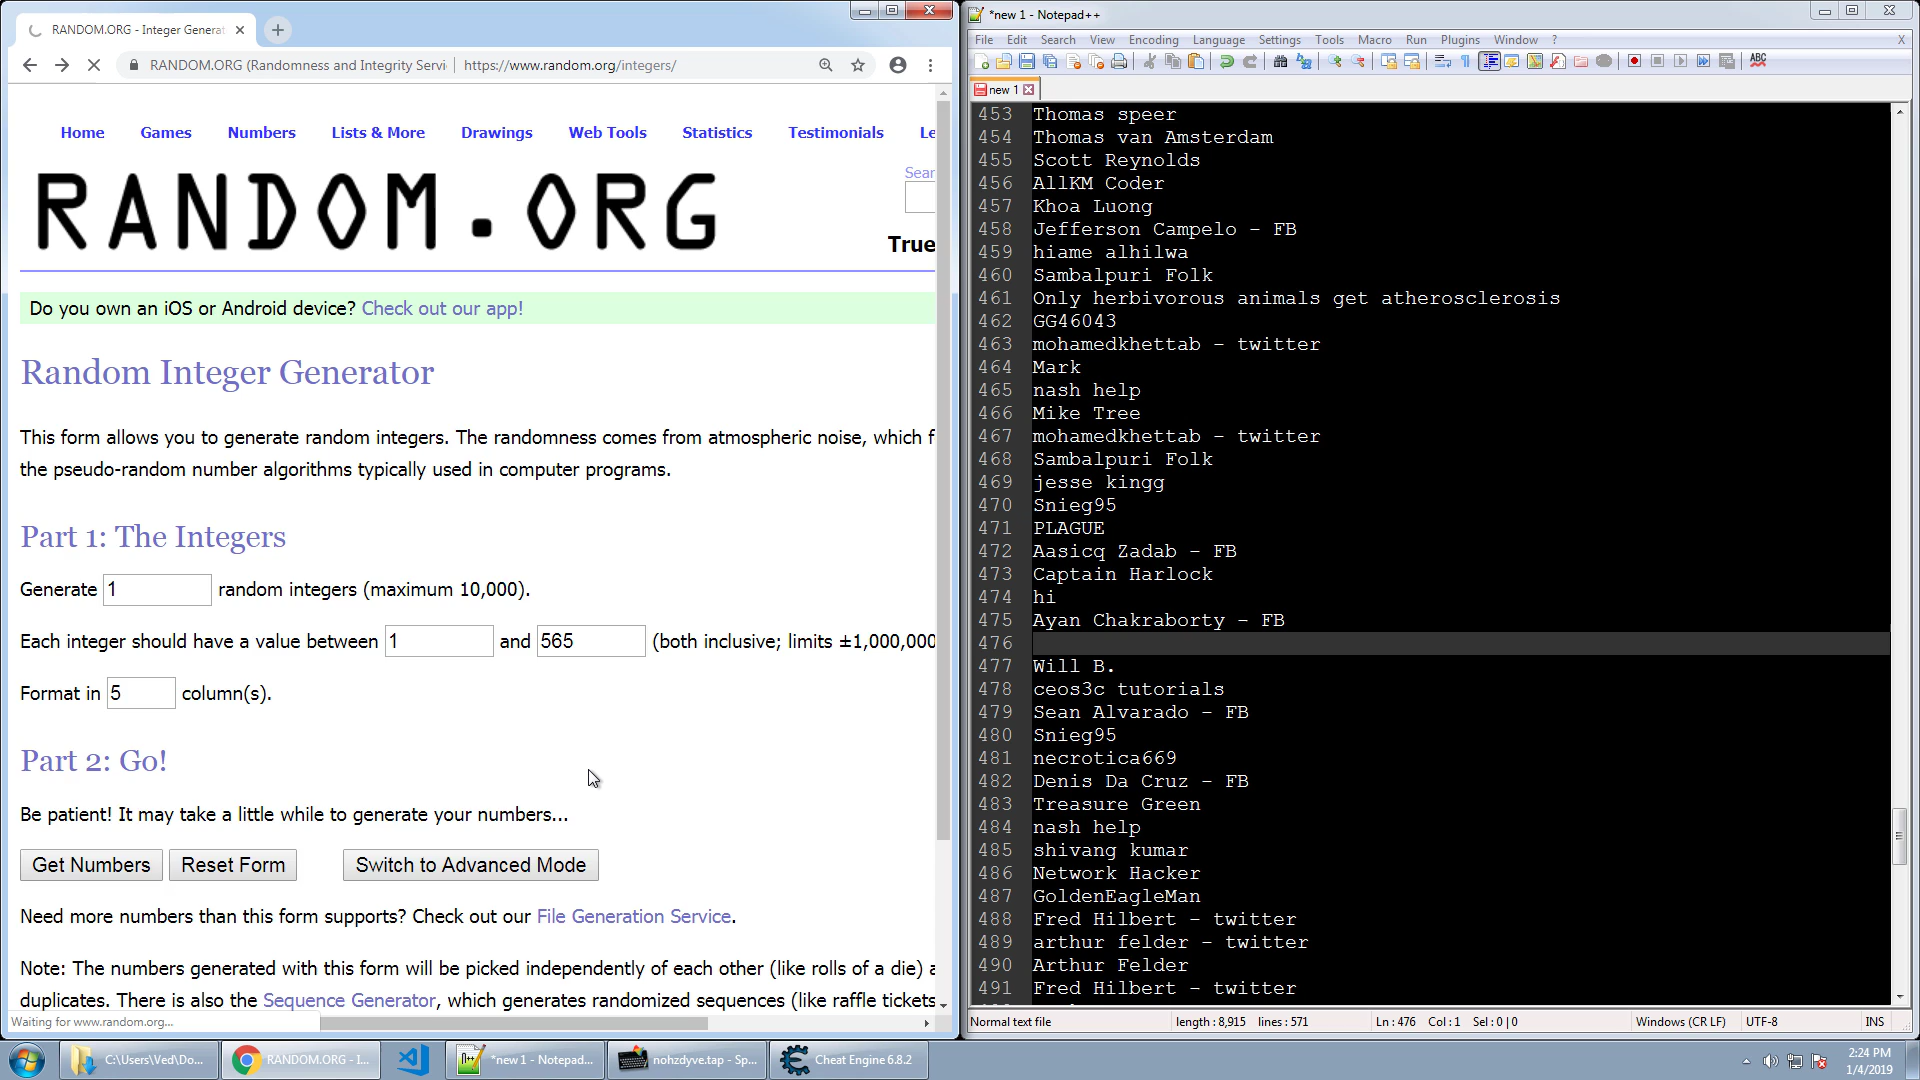 RANDOM.ORG - Integer Generat
RANDOM.ORG (Randomness and Integrity Servi
https://www.random.org/integers/
Home Games Numbers Lists & More Drawings Web Tools Statistics Testimonials Le
Sear
RANDOM.ORG
True
Do you own an iOS or Android device? Check out our app!
Random Integer Generator
This form allows you to generate random integers. The randomness comes from atmospheric noise, which f
the pseudo-random number algorithms typically used in computer programs.
Part 1: The Integers
Generate 1 random integers (maximum 10,000).
Each integer should have a value between 1 and 565 (both inclusive; limits ±1,000,000
Format in 5 column(s).
Part 2: Go!
Be patient! It may take a little while to generate your numbers...
Get Numbers Reset Form Switch to Advanced Mode
Need more numbers than this form supports? Check out our File Generation Service.
Note: The numbers generated with this form will be picked independently of each other (like rolls of a die) a
duplicates. There is also the Sequence Generator, which generates randomized sequences (like raffle tickets
Waiting for www.random.org...
*new 1 - Notepad++
File Edit Search View Encoding Language Settings Tools Macro Run Plugins Window ? X
ABC
new 1
453 Thomas speer
454 Thomas van Amsterdam
455 Scott Reynolds
456 AllKM Coder
457 Khoa Luong
458 Jefferson Campelo - FB
459 hiame alhilwa
460 Sambalpuri Folk
461 Only herbivorous animals get atherosclerosis
462 GG46043
463 mohamedkhettab - twitter
464 Mark
465 nash help
466 Mike Tree
467 mohamedkhettab - twitter
468 Sambalpuri Folk
469 jesse kingg
470 Snieg95
471 PLAGUE
472 Aasicq Zadab - FB
473 Captain Harlock
474 hi
475 Ayan Chakraborty - FB
476
477 Will B.
478 ceos3c tutorials
479 Sean Alvarado - FB
480 Snieg95
481 necrotica669
482 Denis Da Cruz - FB
483 Treasure Green
484 nash help
485 shivang kumar
486 Network Hacker
487 GoldenEagleMan
488 Fred Hilbert - twitter
489 arthur felder - twitter
490 Arthur Felder
491 Fred Hilbert - twitter
Normal text file length : 8,915 lines : 571 Ln : 476 Col : 1 Sel : 0 | 0 Windows (CR LF) UTF-8 INS
C:\Users\Ved\Do... RANDOM.ORG - I... *new 1 - Notepad... nohzdyve.tap - Sp... Cheat Engine 6.8.2
2:24 PM
1/4/2019